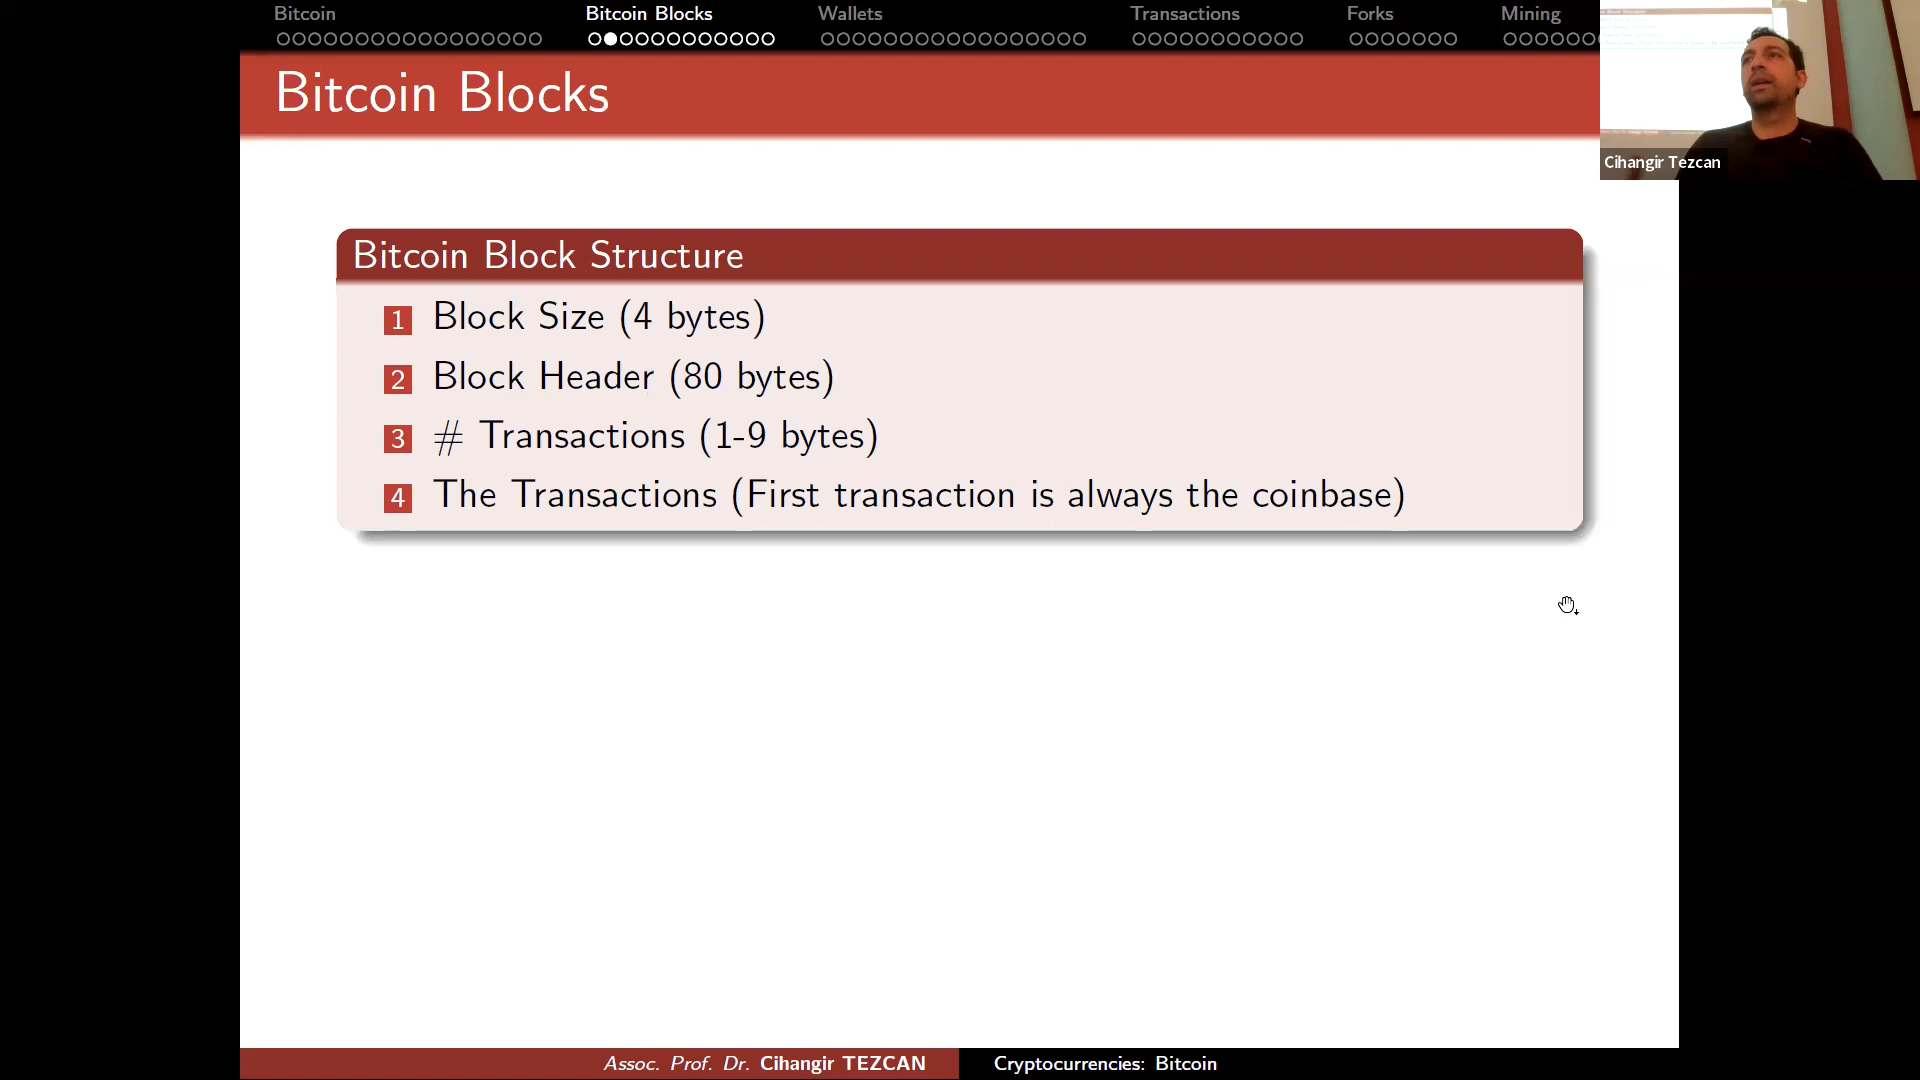 Bitcoin
Bitcoin Blocks
Wallets
Transactions
Forks
Mining
Bitcoin Blocks
Cihangir Tezcan
Bitcoin Block Structure
1 Block Size (4 bytes)
2 Block Header (80 bytes)
3 # Transactions (1-9 bytes)
4 The Transactions (First transaction is always the coinbase)
Assoc. Prof. Dr. Cihangir TEZCAN
Cryptocurrencies: Bitcoin